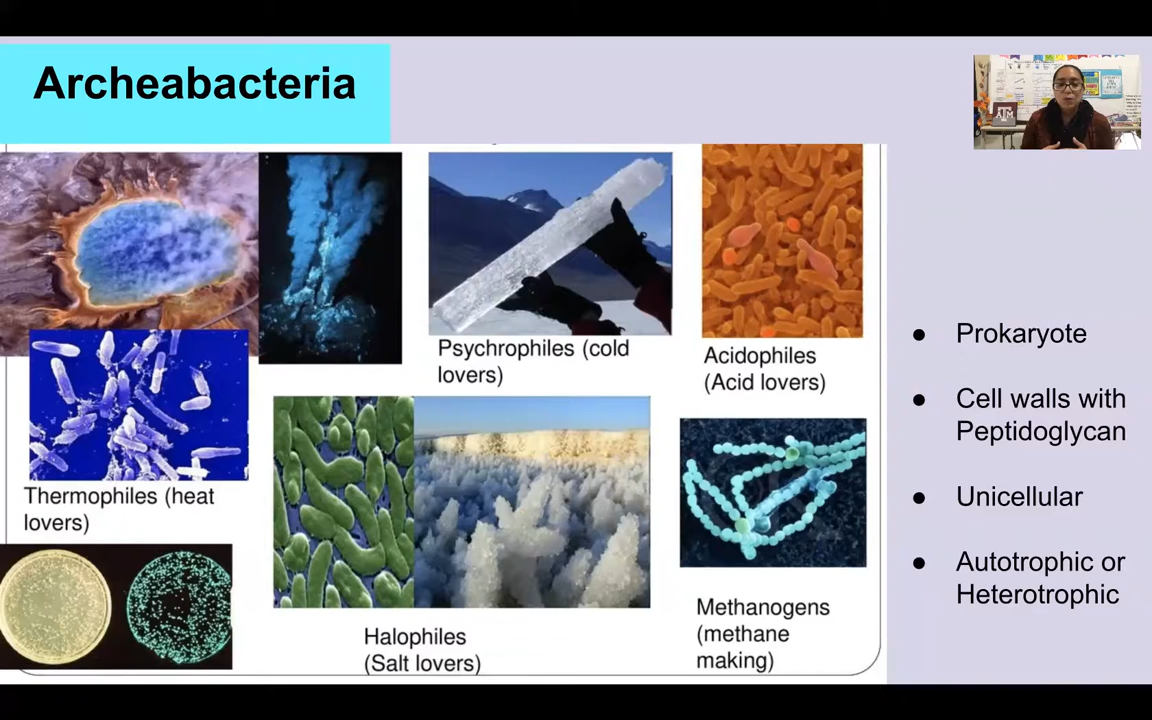 Archeabacteria
Psychrophiles (cold
lovers)
Acidophiles
(Acid lovers)
Thermophiles (heat
lovers)
Halophiles
(Salt lovers)
Methanogens
(methane
making)
● Prokaryote
● Cell walls with
Peptidoglycan
● Unicellular
● Autotrophic or
Heterotrophic